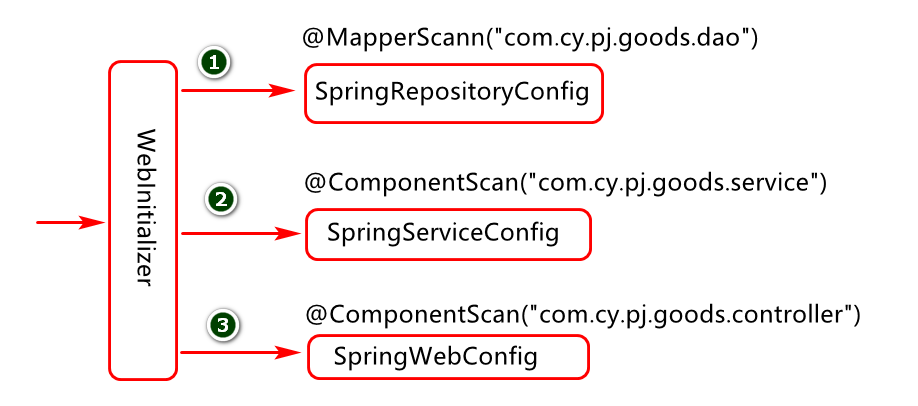 @MapperScann("com.cy.pj.goods.dao")
1
SpringRepositoryConfig
WebInitializer
@ComponentScan("com.cy.pj.goods.service")
2
SpringServiceConfig
@ComponentScan("com.cy.pj.goods.controller")
3
SpringWebConfig